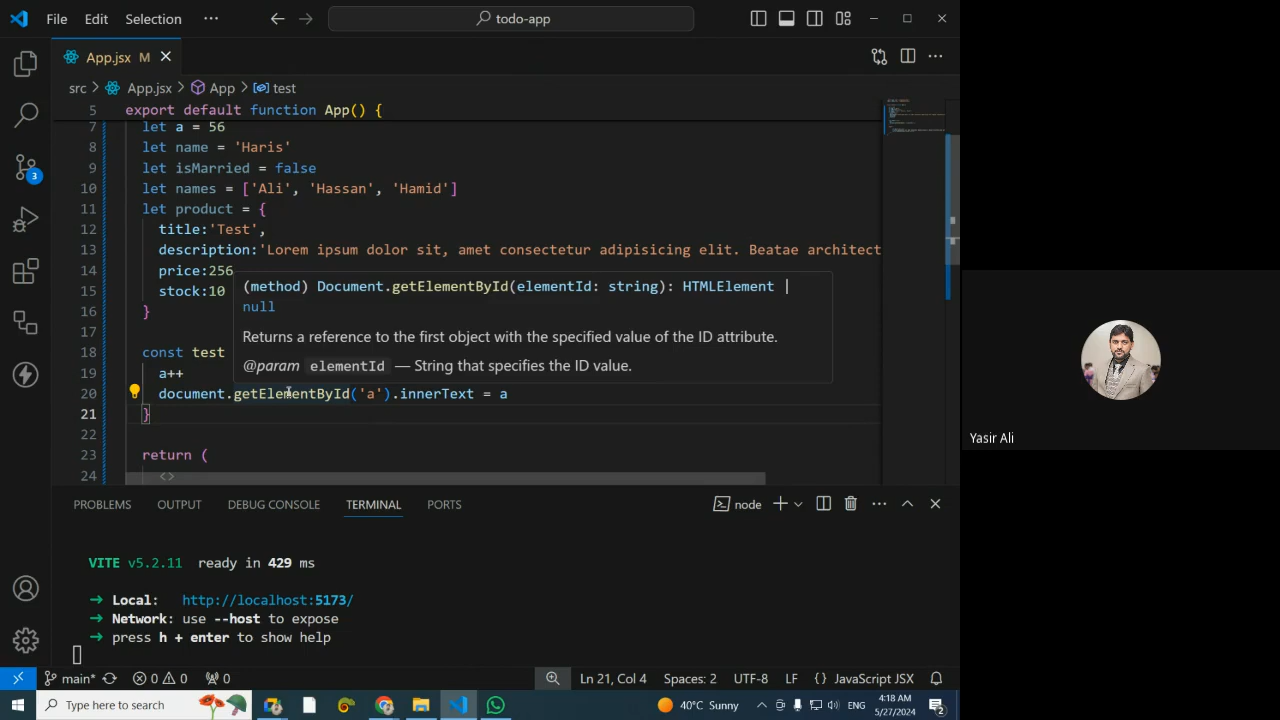 File Edit Selection ··· todo-app
App.jsx M
src > App.jsx > App > test
5 export default function App() {
7 let a = 56
8 let name = 'Haris'
9 let isMarried = false
10 let names = ['Ali', 'Hassan', 'Hamid']
11 let product = {
12 title:'Test',
13 description:'Lorem ipsum dolor sit, amet consectetur adipisicing elit. Beatae architect
14 price:256
15 stock:10
16 }
17
(method) Document.getElementById(elementId: string): HTMLElement |
null
Returns a reference to the first object with the specified value of the ID attribute.
@param elementId — String that specifies the ID value.
18 const test
19 a++
20 document.getElementById('a').innerText = a
21 }
22
23 return (
24 <>
PROBLEMS OUTPUT DEBUG CONSOLE TERMINAL PORTS node
VITE v5.2.11 ready in 429 ms
➜ Local: http://localhost:5173/
➜ Network: use --host to expose
➜ press h + enter to show help
3
main* 0 0 0 Ln 21, Col 4 Spaces: 2 UTF-8 LF {} JavaScript JSX
Type here to search 40°C Sunny ENG 4:18 AM
5/27/2024 2
Yasir Ali